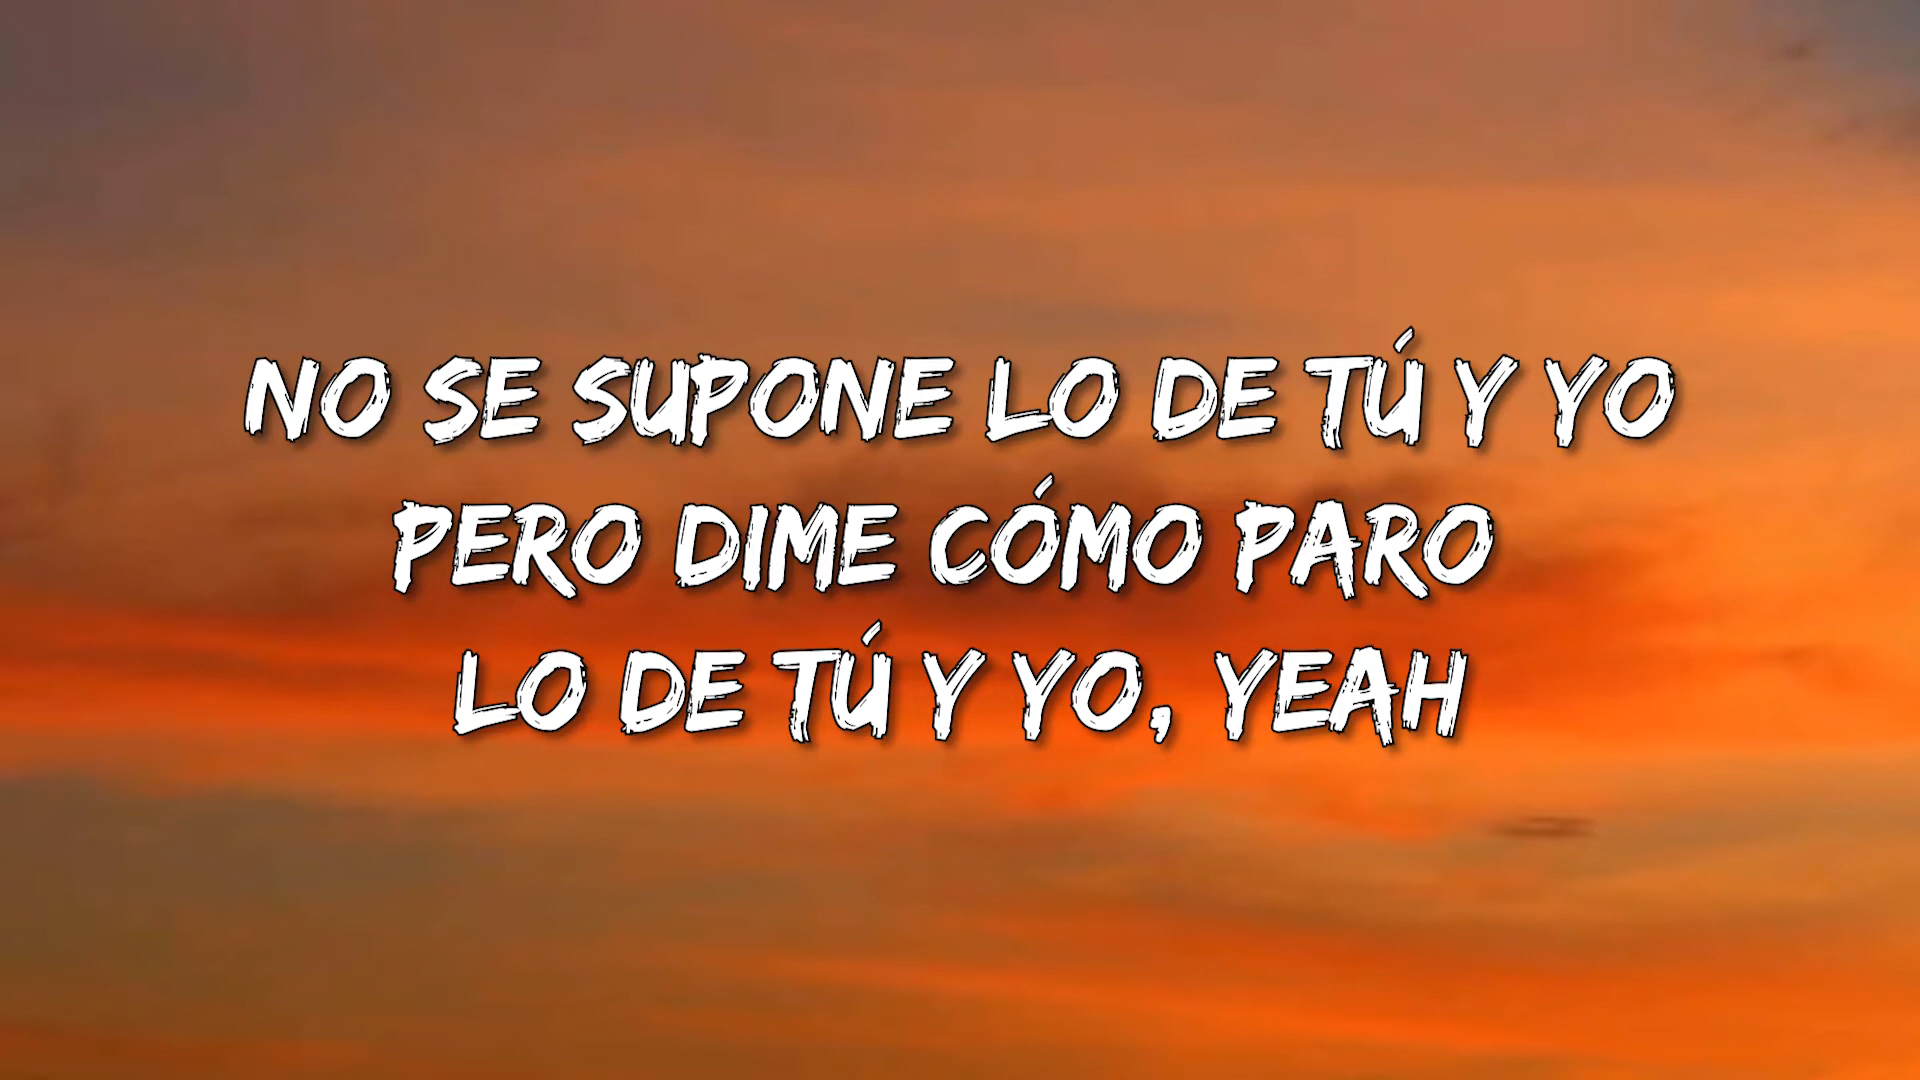 NO SE SUPONE LO DE TÚ Y YO
PERO DIME CÓMO PARO
LO DE TÚ Y YO, YEAH